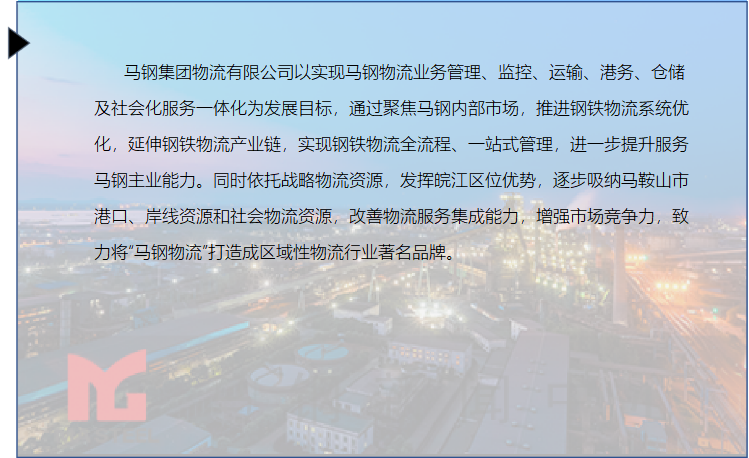 马钢集团物流有限公司以实现马钢物流业务管理、监控、运输、港务、仓储
及社会化服务一体化为发展目标，通过聚焦马钢内部市场，推进钢铁物流系统优
化，延伸钢铁物流产业链，实现钢铁物流全流程、一站式管理，进一步提升服务
马钢主业能力。同时依托战略物流资源，发挥皖江区位优势，逐步吸纳马鞍山市
港口、岸线资源和社会物流资源，改善物流服务集成能力，增强市场竞争力，致
力将“马钢物流”打造成区域性物流行业著名品牌。